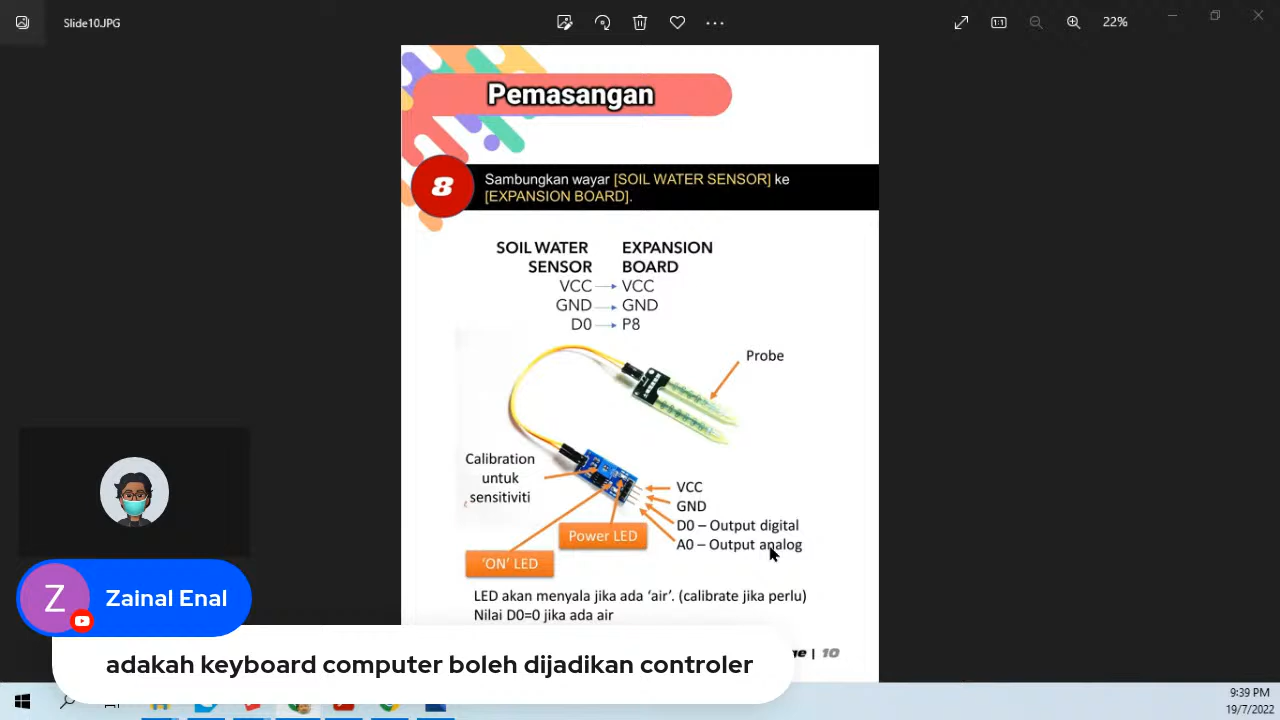 Slide10.JPG
22%
Pemasangan
8
Sambungkan wayar [SOIL WATER SENSOR] ke
[EXPANSION BOARD].
SOIL WATER
SENSOR
EXPANSION
BOARD
VCC VCC
GND GND
D0 P8
Probe
Calibration
untuk
sensitiviti
VCC
GND
D0 – Output digital
A0 – Output analog
Power LED
‘ON’ LED
LED akan menyala jika ada ‘air’. (calibrate jika perlu)
Nilai D0=0 jika ada air
| 10
Z
Zainal Enal
adakah keyboard computer boleh dijadikan controler
9:39 PM
19/7/2022